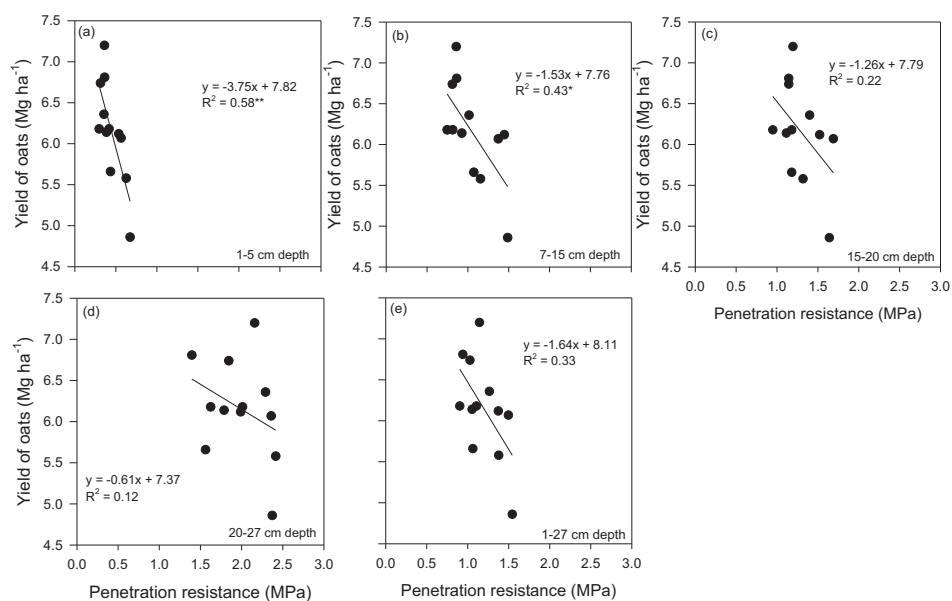 (a)
7.5
7.0
6.5
6.0
5.5
5.0
4.5
Yield of oats (Mg ha⁻¹)
y = -3.75x + 7.82
R² = 0.58**
1-5 cm depth
(b)
7.5
7.0
6.5
6.0
5.5
5.0
4.5
Yield of oats (Mg ha⁻¹)
y = -1.53x + 7.76
R² = 0.43*
7-15 cm depth
(c)
7.5
7.0
6.5
6.0
5.5
5.0
4.5
Yield of oats (Mg ha⁻¹)
y = -1.26x + 7.79
R² = 0.22
15-20 cm depth
0.0 0.5 1.0 1.5 2.0 2.5 3.0
Penetration resistance (MPa)
(d)
7.5
7.0
6.5
6.0
5.5
5.0
4.5
Yield of oats (Mg ha⁻¹)
y = -0.61x + 7.37
R² = 0.12
20-27 cm depth
0.0 0.5 1.0 1.5 2.0 2.5 3.0
Penetration resistance (MPa)
(e)
y = -1.64x + 8.11
R² = 0.33
1-27 cm depth
0.0 0.5 1.0 1.5 2.0 2.5 3.0
Penetration resistance (MPa)